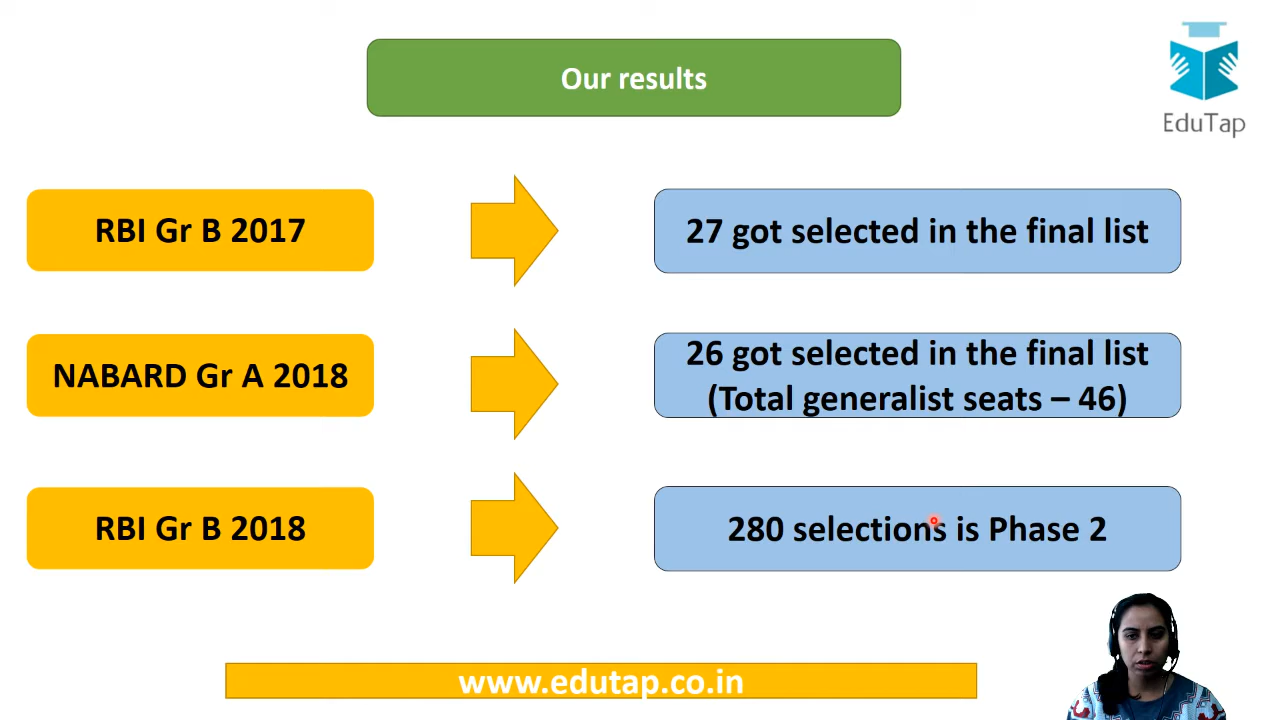 Our results
EduTap
RBI Gr B 2017
27 got selected in the final list
NABARD Gr A 2018
26 got selected in the final list
(Total generalist seats – 46)
RBI Gr B 2018
280 selections is Phase 2
www.edutap.co.in